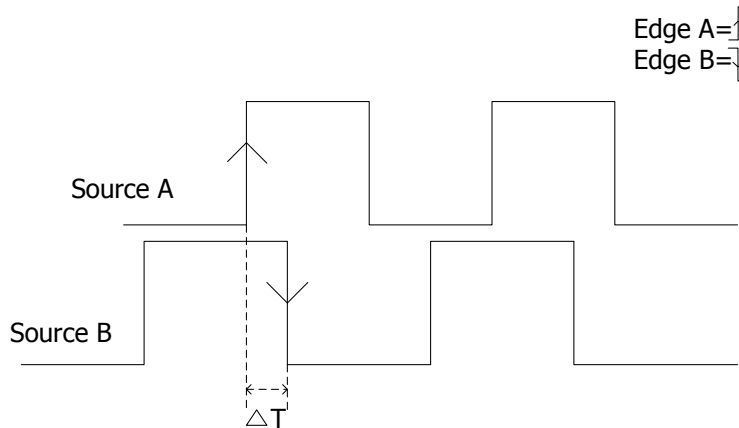 Edge A=
Edge B=
Source A
Source B
△T